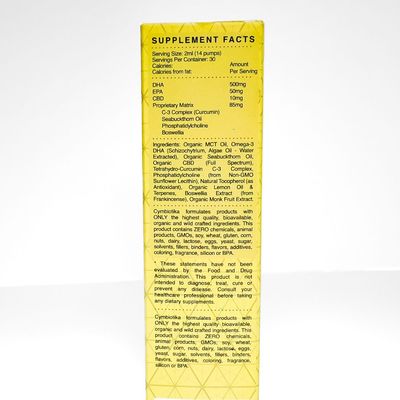 SUPPLEMENT FACTS
Serving Size: 2ml (14 pumps)
Servings Per Container: 30
Calories: Amount
Calories from fat: Per Serving
DHA 500mg
EPA 50mg
CBD 10mg
Proprietary Matrix 85mg
C-3 Complex (Curcumin)
Seabuckthorn Oil
Phosphatidylcholine
Boswellia
Ingredients: Organic MCT Oil, Omega-3
DHA (Schizochytrium, Algae Oil - Water
Extracted), Organic Seabuckthorn Oil,
Organic CBD (Full Spectrum),
Tetrahydro-Curcumin C-3 Complex,
Phosphatidylcholine (from Non-GMO
Sunflower Lecithin), Natural Tocopherol (as
Antioxidant), Organic Lemon Oil &
Terpenes, Boswellia Extract (from
Frankincense), Organic Monk Fruit Extract.
Cymbiotika formulates products with
ONLY the highest quality, bioavailable,
organic and wild crafted ingredients. This
product contains ZERO chemicals, animal
products, GMOs, soy, wheat, gluten, corn,
nuts, dairy, lactose, eggs, yeast, sugar,
solvents, fillers, binders, flavors, additives,
coloring, fragrance, silicon or BPA.
* These statements have not been
evaluated by the Food and Drug
Administration. This product is not
intended to diagnose, treat, cure or
prevent any disease. Consult your
healthcare professional before taking
any dietary supplements.
Cymbiotika formulates products with
ONLY the highest quality bioavailable,
organic and wild crafted ingredients. This
product contains ZERO chemicals,
animal products, GMOs, soy, wheat,
gluten, corn, nuts, dairy, lactose, eggs,
yeast, sugar, solvents, fillers, binders,
flavors, additives, coloring, fragrance,
silicon or BPA.